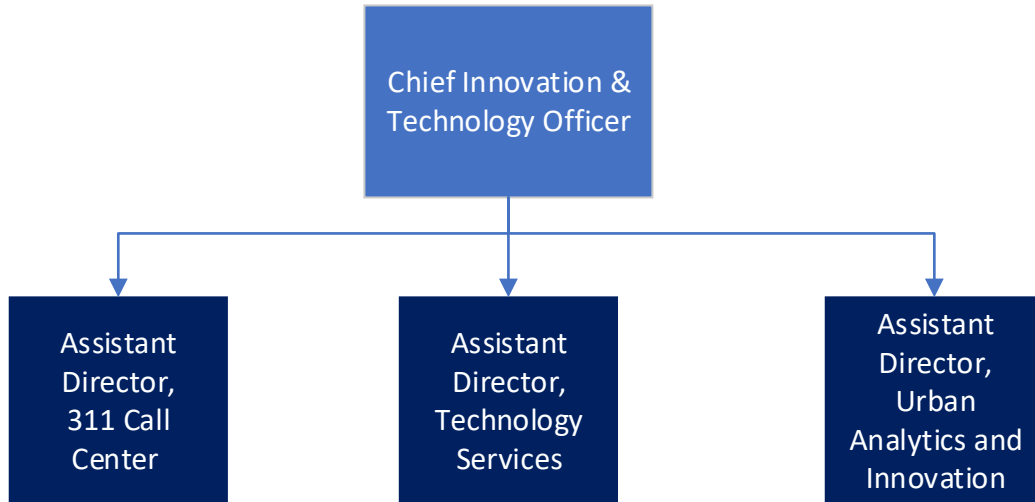 Chief Innovation &
Technology Officer
Assistant
Director,
311 Call
Center
Assistant
Director,
Technology
Services
Assistant
Director,
Urban
Analytics and
Innovation